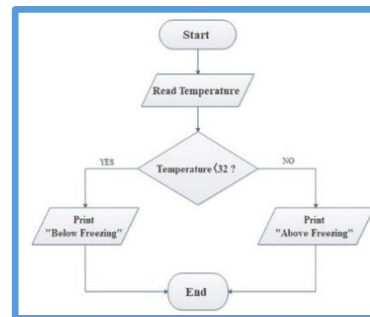 Start
Read Temperature
Temperature<32 ?
YES
NO
Print
"Below Freezing"
Print
"Above Freezing"
End